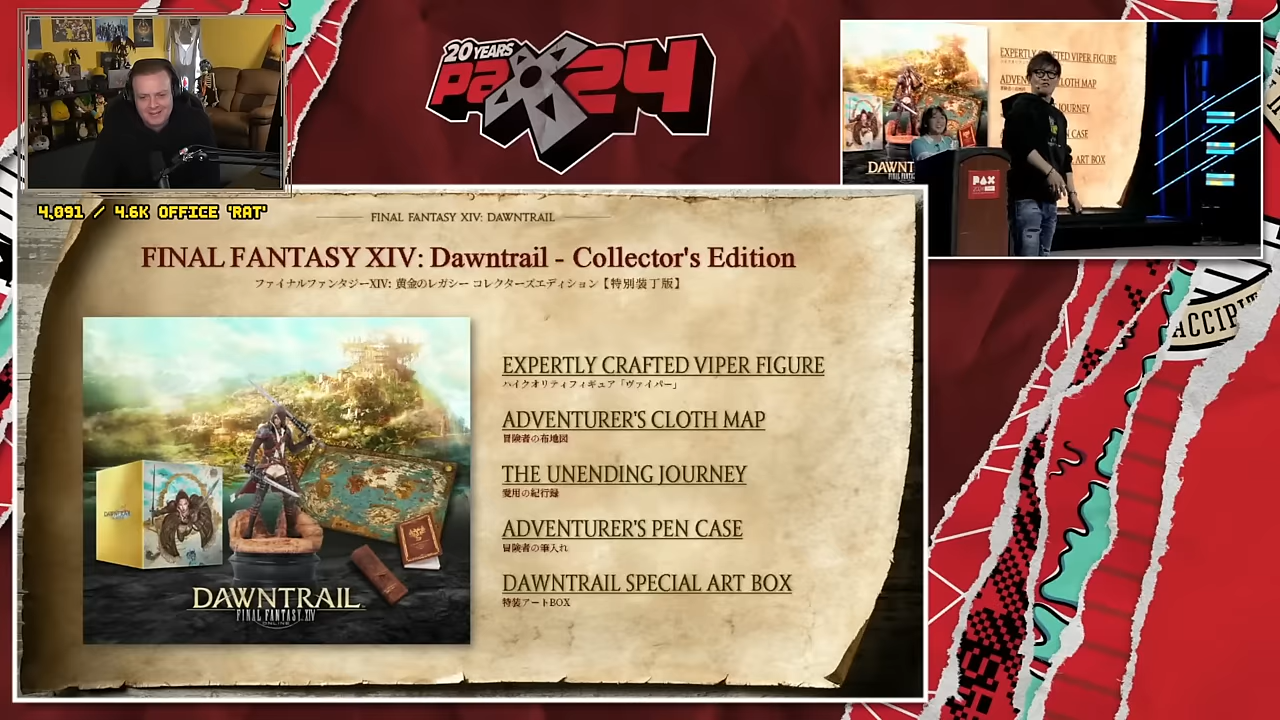 20 YEARS
PAX24
4,091 / 4.6K OFFICE 'RAT'
FINAL FANTASY XIV: DAWNTRAIL
FINAL FANTASY XIV: Dawntrail - Collector's Edition
ファイナルファンタジーXIV: 黄金のレガシー コレクターズエディション【特別装丁版】
EXPERTLY CRAFTED VIPER FIGURE
ハイクオリティフィギュア「ヴァイパー」
ADVENTURER'S CLOTH MAP
冒険者の布地図
THE UNENDING JOURNEY
愛用の紀行録
ADVENTURER'S PEN CASE
冒険者の筆入れ
DAWNTRAIL SPECIAL ART BOX
特装アートBOX
DAWNTRAIL
DAWNTRAIL
FINAL FANTASY XIV
ONLINE
EXPERTLY CRAFTED VIPER FIGURE
CLOTH MAP
JOURNEY
CASE
ART BOX
DAWNT
PAX
ACCIPIT